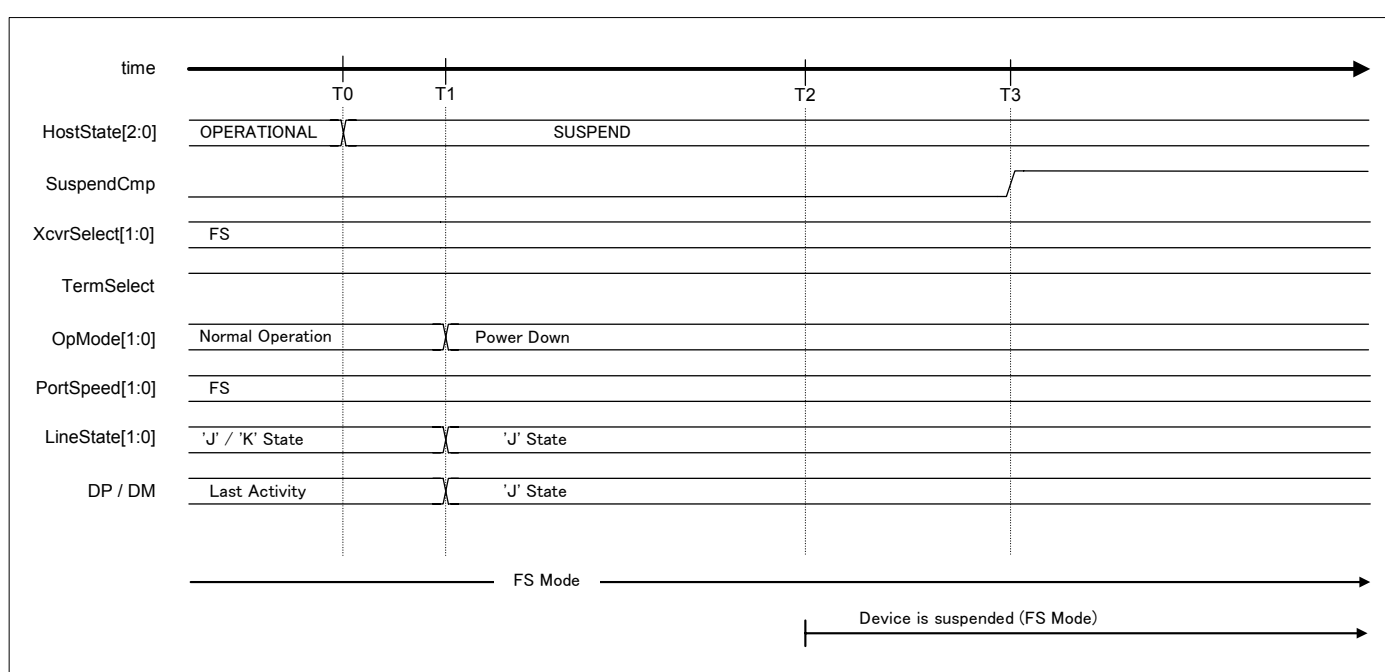 time
T0 T1 T2 T3
HostState[2:0] OPERATIONAL SUSPEND
SuspendCmp
XcvrSelect[1:0] FS
TermSelect
OpMode[1:0] Normal Operation Power Down
PortSpeed[1:0] FS
LineState[1:0] 'J' / 'K' State 'J' State
DP / DM Last Activity 'J' State
FS Mode
Device is suspended (FS Mode)